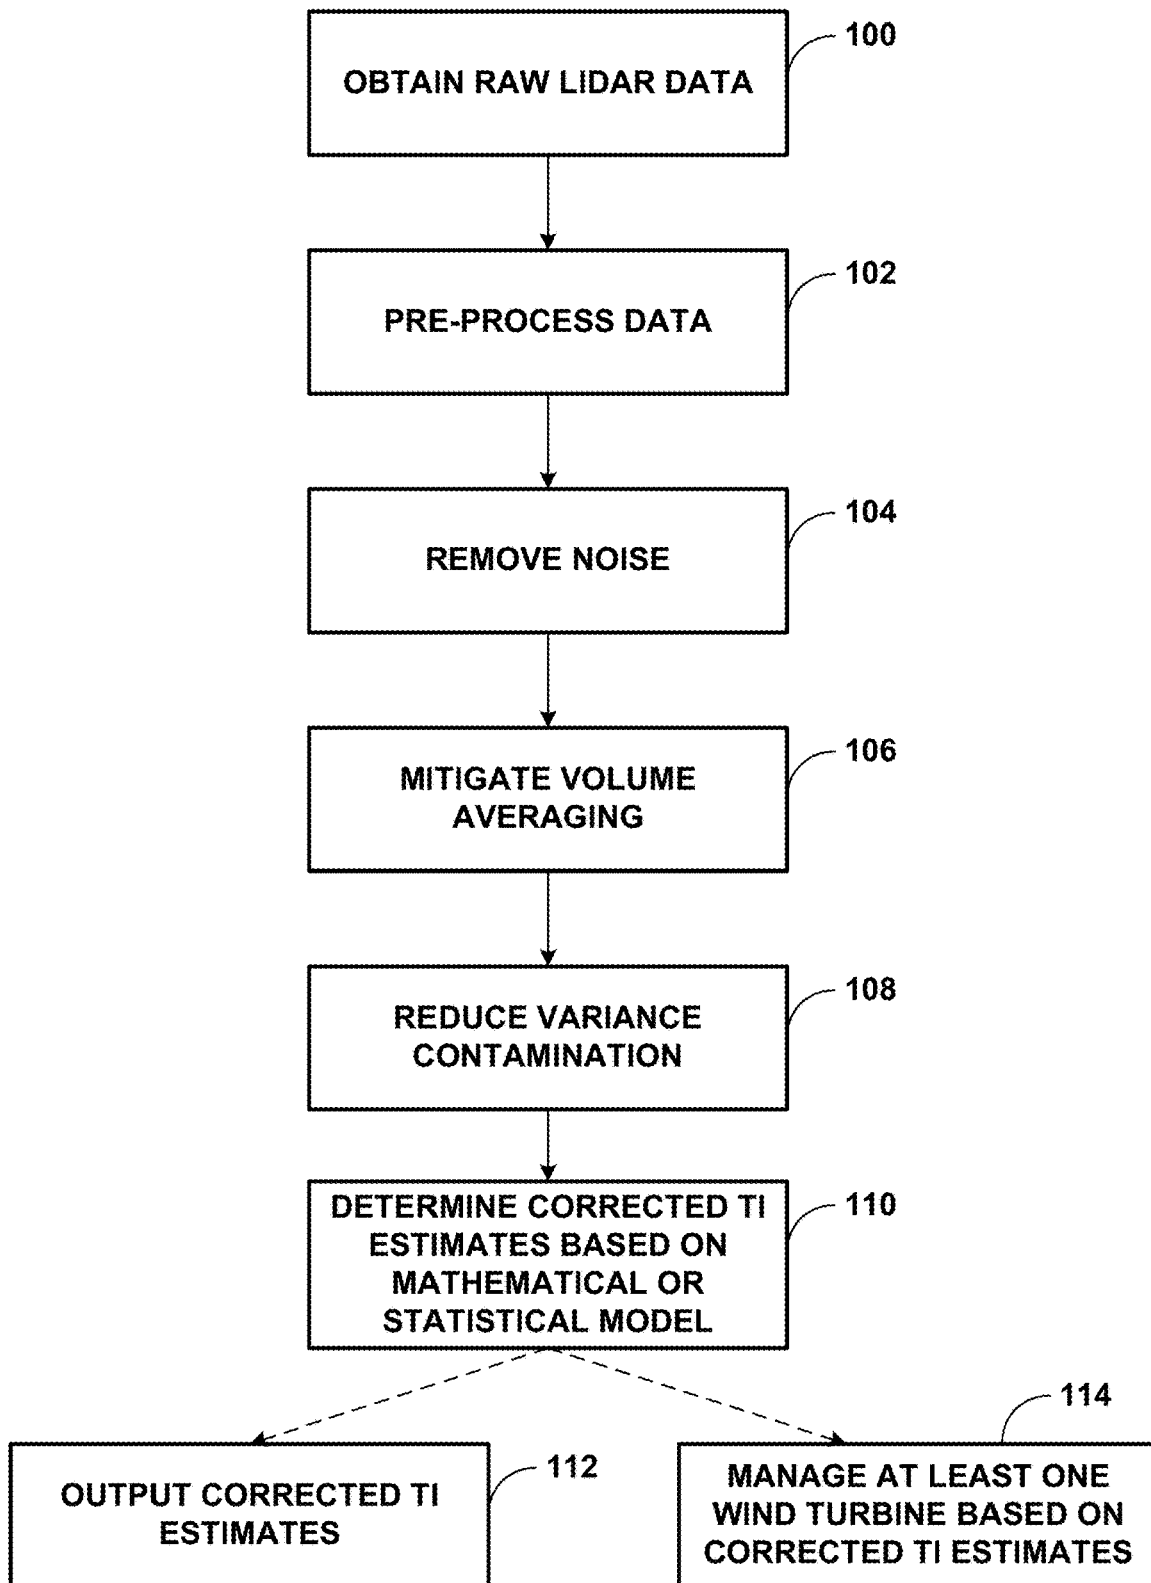 100
OBTAIN RAW LIDAR DATA
102
PRE-PROCESS DATA
104
REMOVE NOISE
106
MITIGATE VOLUME
AVERAGING
108
REDUCE VARIANCE
CONTAMINATION
110
DETERMINE CORRECTED TI
ESTIMATES BASED ON
MATHEMATICAL OR
STATISTICAL MODEL
112
OUTPUT CORRECTED TI
ESTIMATES
114
MANAGE AT LEAST ONE
WIND TURBINE BASED ON
CORRECTED TI ESTIMATES